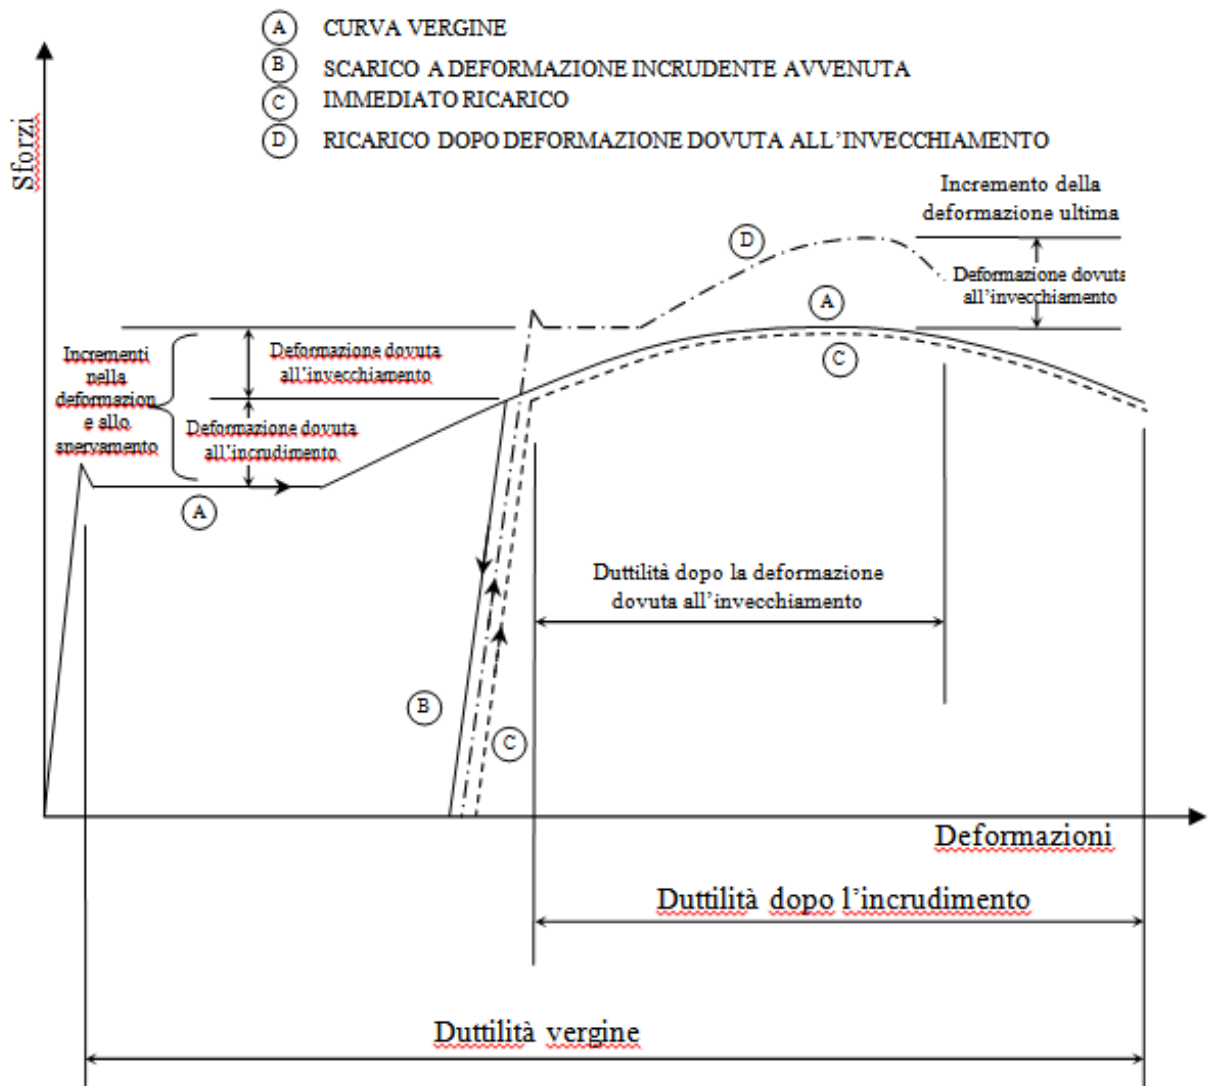 A CURVA VERGINE
B SCARICO A DEFORMAZIONE INCRUDENTE AVVENUTA
C IMMEDIATO RICARICO
D RICARICO DOPO DEFORMAZIONE DOVUTA ALL'INVECCHIAMENTO
Sforzi
Incremento della
deformazione ultima
D
Deformazione dovuta
all'invecchiamento
A
C
Incrementi
nella
deformazion
e allo
snervamento
Deformazione dovuta
all'invecchiamento
Deformazione dovuta
all'incrudimento
A
Duttilità dopo la deformazione
dovuta all'invecchiamento
B
C
Deformazioni
Duttilità dopo l'incrudimento
Duttilità vergine